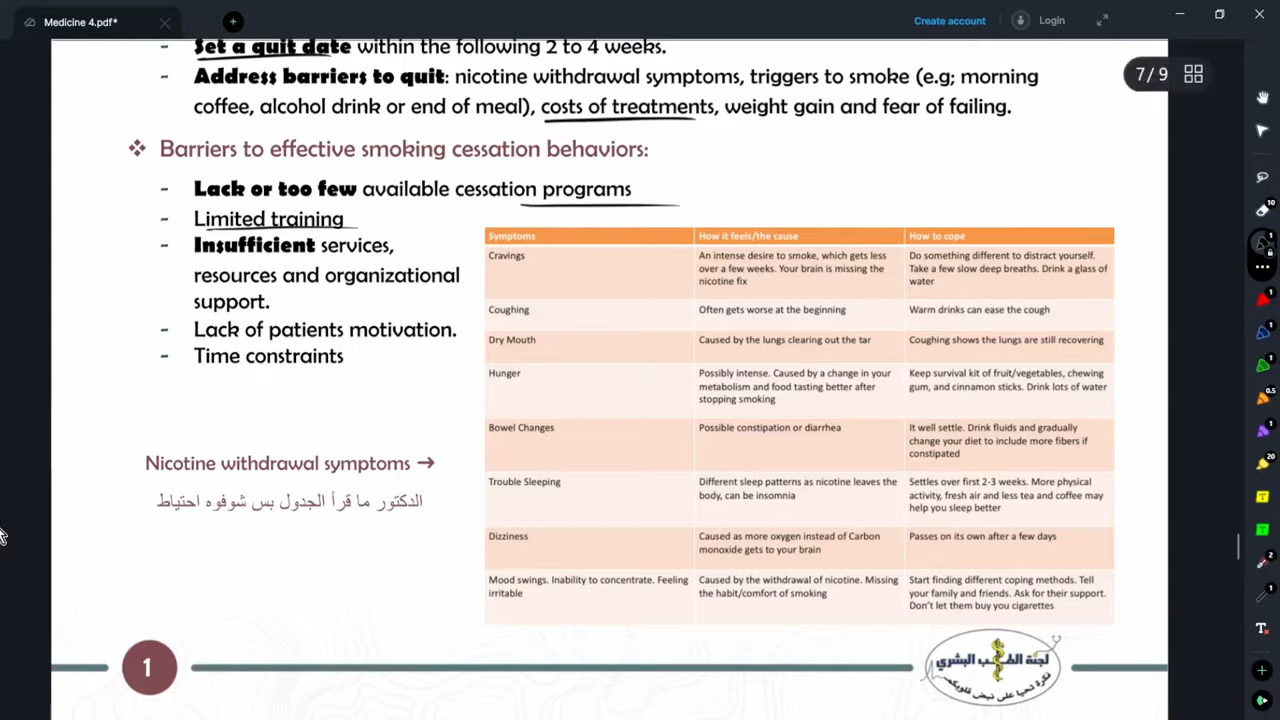 Medicine 4.pdf*
Create account
Login
7/9
- Set a quit date within the following 2 to 4 weeks.
- Address barriers to quit: nicotine withdrawal symptoms, triggers to smoke (e.g; morning
coffee, alcohol drink or end of meal), costs of treatments, weight gain and fear of failing.
❖ Barriers to effective smoking cessation behaviors:
- Lack or too few available cessation programs
- Limited training
- Insufficient services,
resources and organizational
support.
- Lack of patients motivation.
- Time constraints
Nicotine withdrawal symptoms →
الدكتور ما قرأ الجدول بس شوفوه احتياط
Symptoms How it feels/the cause How to cope
Cravings
An intense desire to smoke, which gets less
over a few weeks. Your brain is missing the
nicotine fix
Do something different to distract yourself.
Take a few slow deep breaths. Drink a glass of
water
Coughing
Often gets worse at the beginning
Warm drinks can ease the cough
Dry Mouth
Caused by the lungs clearing out the tar
Coughing shows the lungs are still recovering
Hunger
Possibly intense. Caused by a change in your
metabolism and food tasting better after
stopping smoking
Keep survival kit of fruit/vegetables, chewing
gum, and cinnamon sticks. Drink lots of water
Bowel Changes
Possible constipation or diarrhea
It well settle. Drink fluids and gradually
change your diet to include more fibers if
constipated
Trouble Sleeping
Different sleep patterns as nicotine leaves the
body, can be insomnia
Settles over first 2-3 weeks. More physical
activity, fresh air and less tea and coffee may
help you sleep better
Dizziness
Caused as more oxygen instead of Carbon
monoxide gets to your brain
Passes on its own after a few days
Mood swings. Inability to concentrate. Feeling
irritable
Caused by the withdrawal of nicotine. Missing
the habit/comfort of smoking
Start finding different coping methods. Tell
your family and friends. Ask for their support.
Don't let them buy you cigarettes
1
لجنة الطب البشري
فكرة تحيا على نبض قلوبكم
10
1
1
1
1
0.5
1
20
2
1